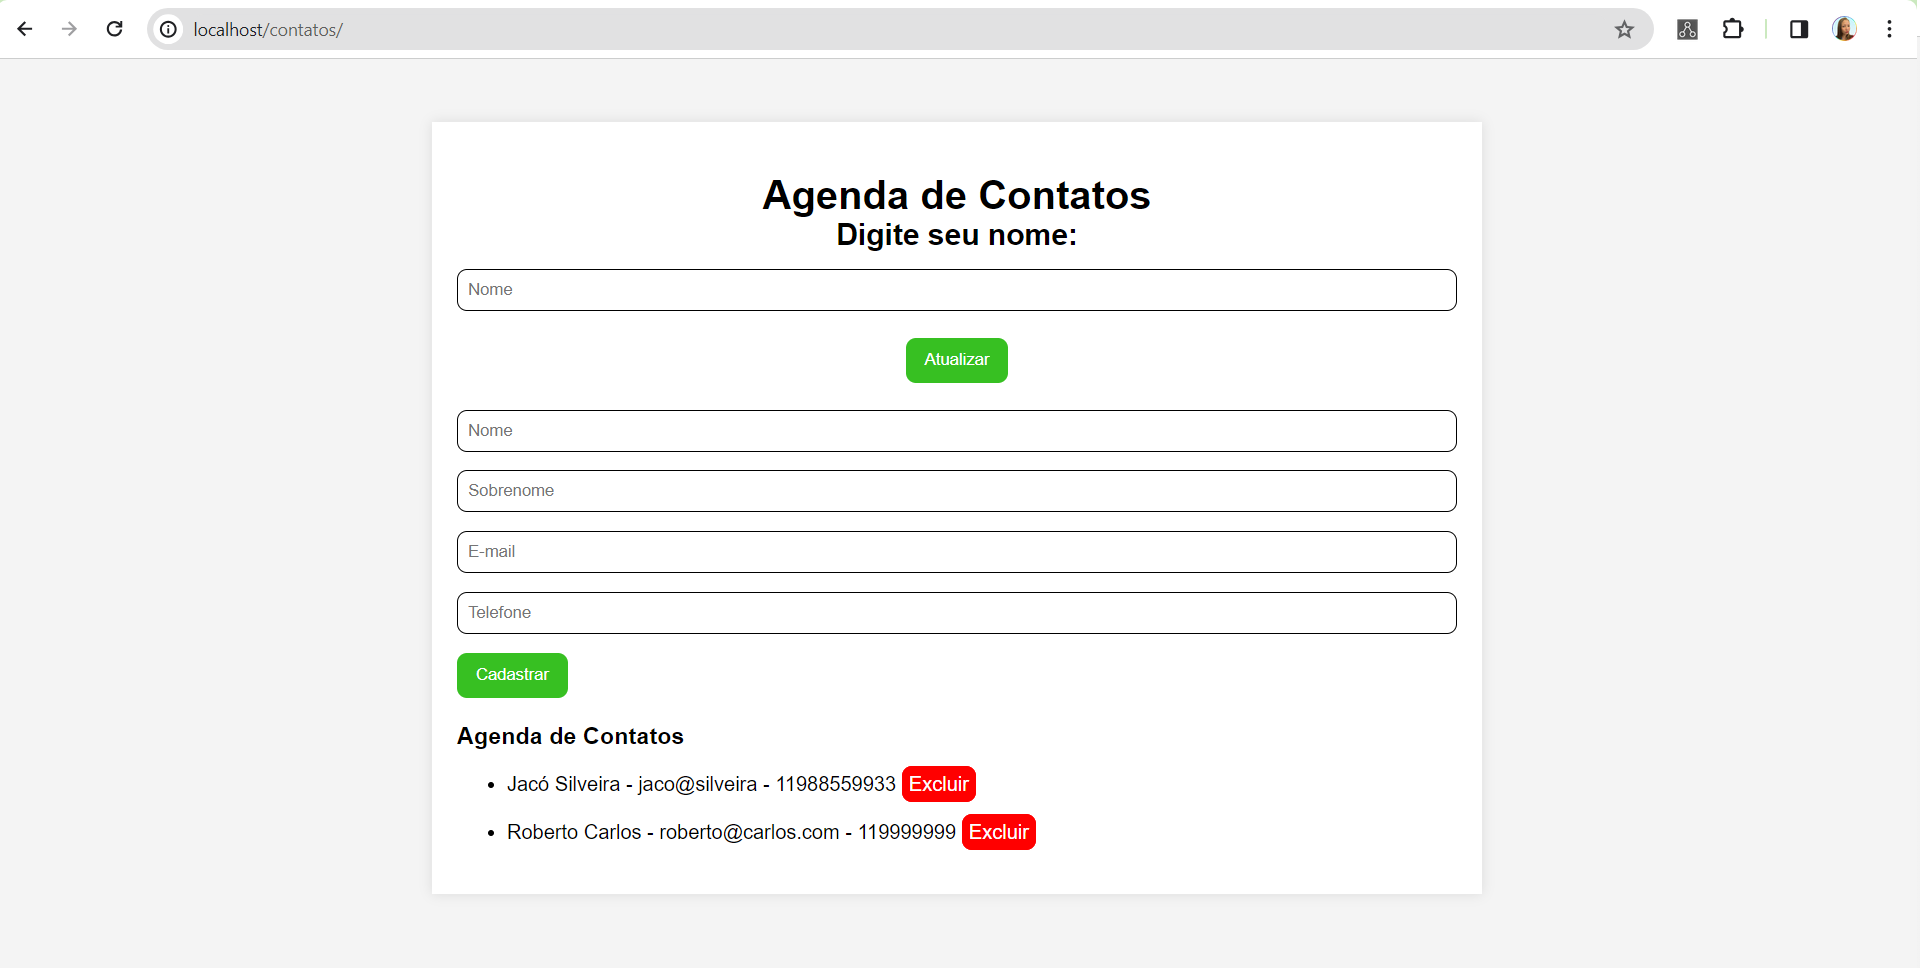 localhost/contatos/
Agenda de Contatos
Digite seu nome:
Nome
Atualizar
Nome
Sobrenome
E-mail
Telefone
Cadastrar
Agenda de Contatos
Jacó Silveira - jaco@silveira - 11988559933 Excluir
Roberto Carlos - roberto@carlos.com - 119999999 Excluir